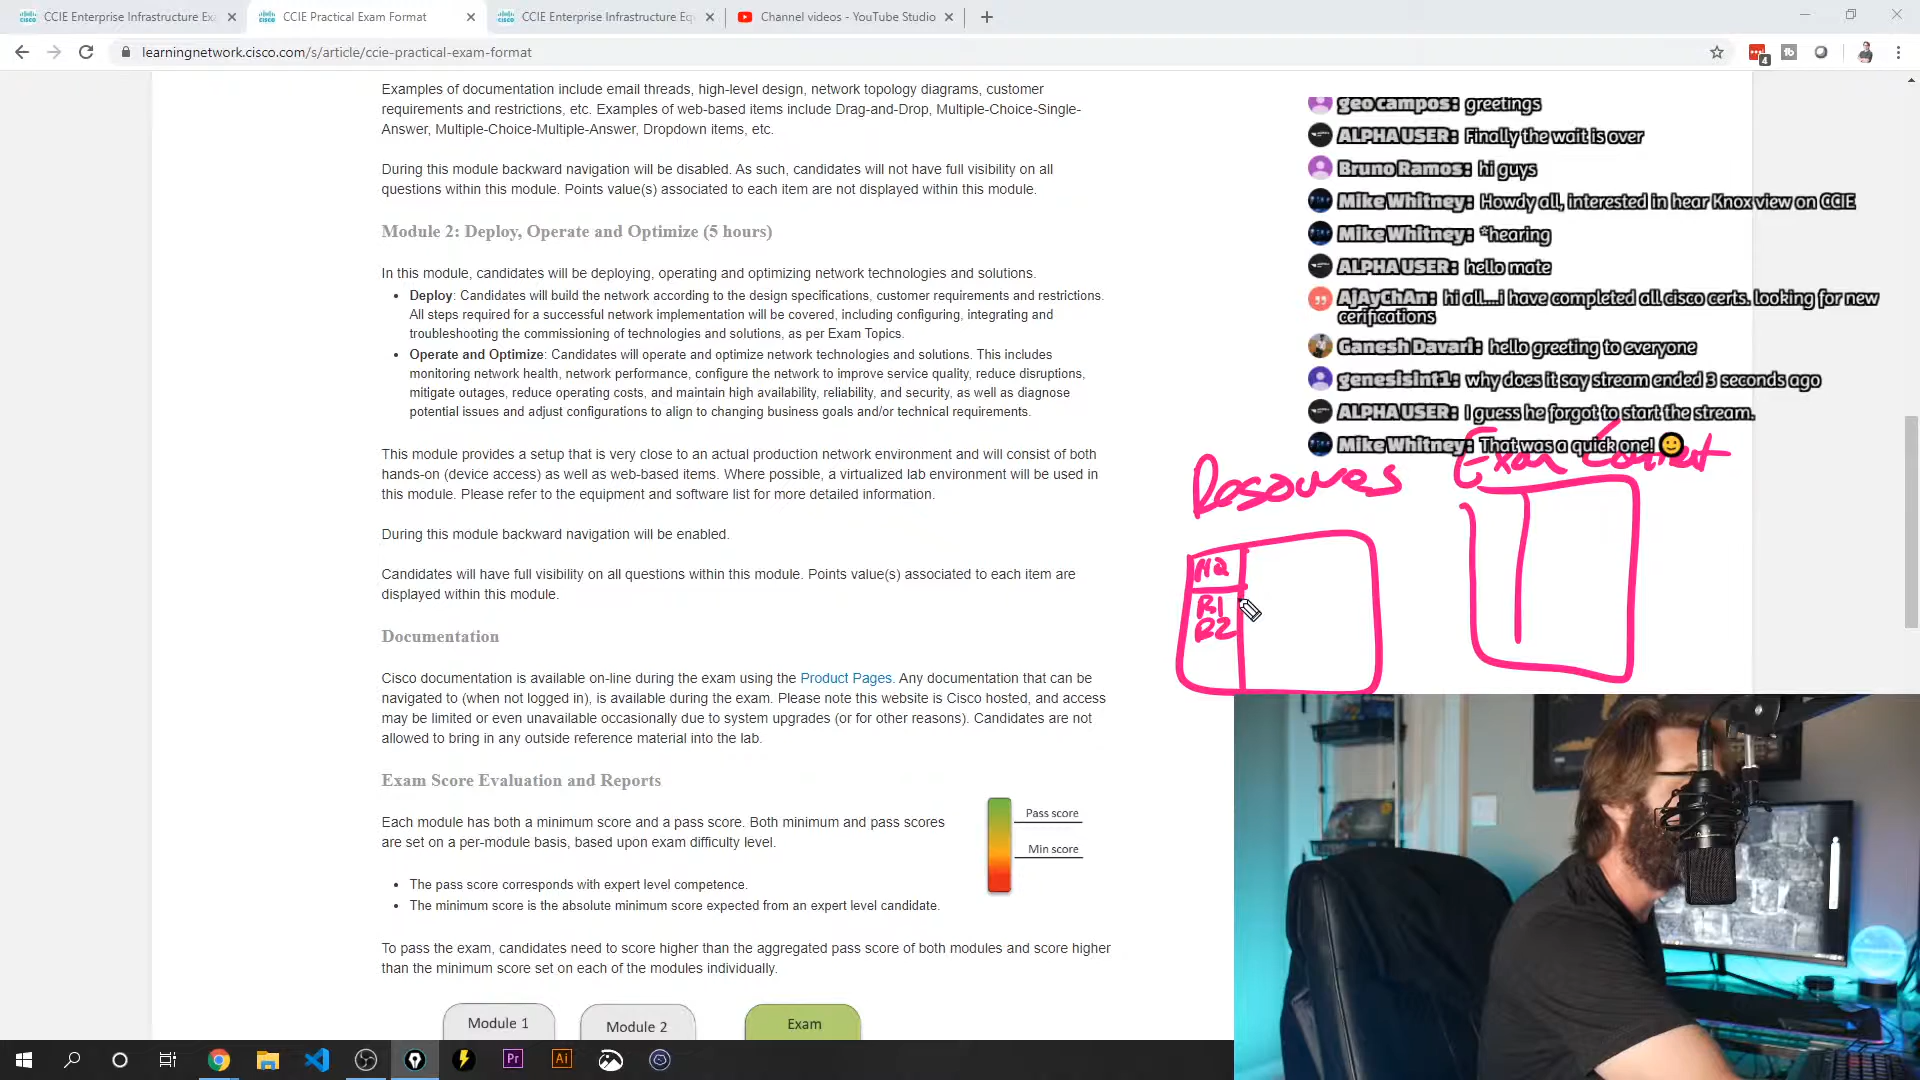 CCIE Enterprise Infrastructure Ex
CCIE Practical Exam Format
CCIE Enterprise Infrastructure Eq
Channel videos - YouTube Studio
learningnetwork.cisco.com/s/article/ccie-practical-exam-format
4
Examples of documentation include email threads, high-level design, network topology diagrams, customer
requirements and restrictions, etc. Examples of web-based items include Drag-and-Drop, Multiple-Choice-Single-
Answer, Multiple-Choice-Multiple-Answer, Dropdown items, etc.
During this module backward navigation will be disabled. As such, candidates will not have full visibility on all
questions within this module. Points value(s) associated to each item are not displayed within this module.
Module 2: Deploy, Operate and Optimize (5 hours)
In this module, candidates will be deploying, operating and optimizing network technologies and solutions.
• Deploy: Candidates will build the network according to the design specifications, customer requirements and restrictions.
All steps required for a successful network implementation will be covered, including configuring, integrating and
troubleshooting the commissioning of technologies and solutions, as per Exam Topics.
• Operate and Optimize: Candidates will operate and optimize network technologies and solutions. This includes
monitoring network health, network performance, configure the network to improve service quality, reduce disruptions,
mitigate outages, reduce operating costs, and maintain high availability, reliability, and security, as well as diagnose
potential issues and adjust configurations to align to changing business goals and/or technical requirements.
This module provides a setup that is very close to an actual production network environment and will consist of both
hands-on (device access) as well as web-based items. Where possible, a virtualized lab environment will be used in
this module. Please refer to the equipment and software list for more detailed information.
During this module backward navigation will be enabled.
Candidates will have full visibility on all questions within this module. Points value(s) associated to each item are
displayed within this module.
Documentation
Cisco documentation is available on-line during the exam using the Product Pages. Any documentation that can be
navigated to (when not logged in), is available during the exam. Please note this website is Cisco hosted, and access
may be limited or even unavailable occasionally due to system upgrades (or for other reasons). Candidates are not
allowed to bring in any outside reference material into the lab.
Exam Score Evaluation and Reports
Each module has both a minimum score and a pass score. Both minimum and pass scores
are set on a per-module basis, based upon exam difficulty level.
• The pass score corresponds with expert level competence.
• The minimum score is the absolute minimum score expected from an expert level candidate.
Pass score
Min score
To pass the exam, candidates need to score higher than the aggregated pass score of both modules and score higher
than the minimum score set on each of the modules individually.
Module 1
Module 2
Exam
geo campos: greetings
ALPHA USER: Finally the wait is over
Bruno Ramos: hi guys
Mike Whitney: Howdy all, interested in hear Knox view on CCIE
Mike Whitney: *hearing
ALPHA USER: hello mate
AjAyChAn: hi all....i have completed all cisco certs. looking for new
cerifications
Ganesh Davari: hello greeting to everyone
genesisint1: why does it say stream ended 3 seconds ago
ALPHA USER: I guess he forgot to start the stream.
Mike Whitney: That was a quick one!
Resources
Exam Content
R1
R2
Pr
Ai